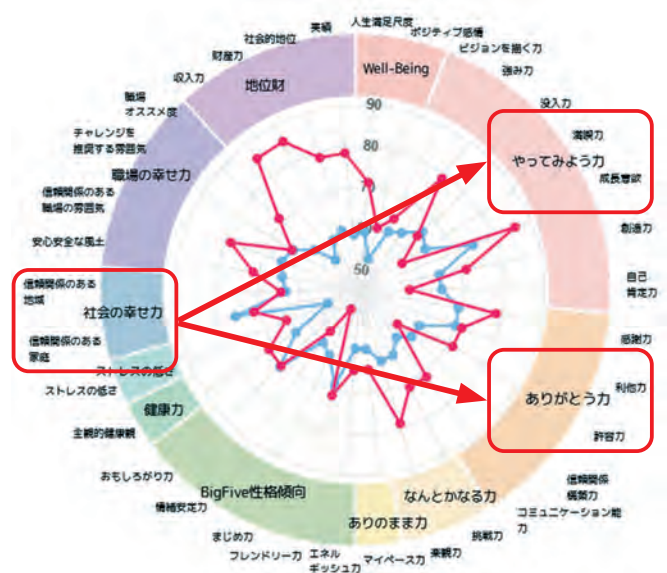 実績
人生満足尺度
ポジティブ感情
ビジョンを描く力
強み力
没入力
満喫力
成長意欲
創造力
自己
肯定力
感謝力
利他力
許容力
信頼関係
構築力
コミュニケーション能
力
挑戦力
楽観力
マイペース力
エネル
ギッシュ力
フレンドリー力
まじめ力
情緒安定力
おもしろがり力
主観的健康観
ストレスの低さ
信頼関係のある
家庭
信頼関係のある
地域
安心安全な風土
信頼関係のある
職場の雰囲気
チャレンジを
推奨する雰囲気
職場
オススメ度
収入力
財産力
社会的地位
Well-Being
やってみよう力
ありがとう力
なんとかなる力
ありのまま力
BigFive性格傾向
健康力
ストレスの低さ
社会の幸せ力
職場の幸せ力
地位財
90
80
70
50